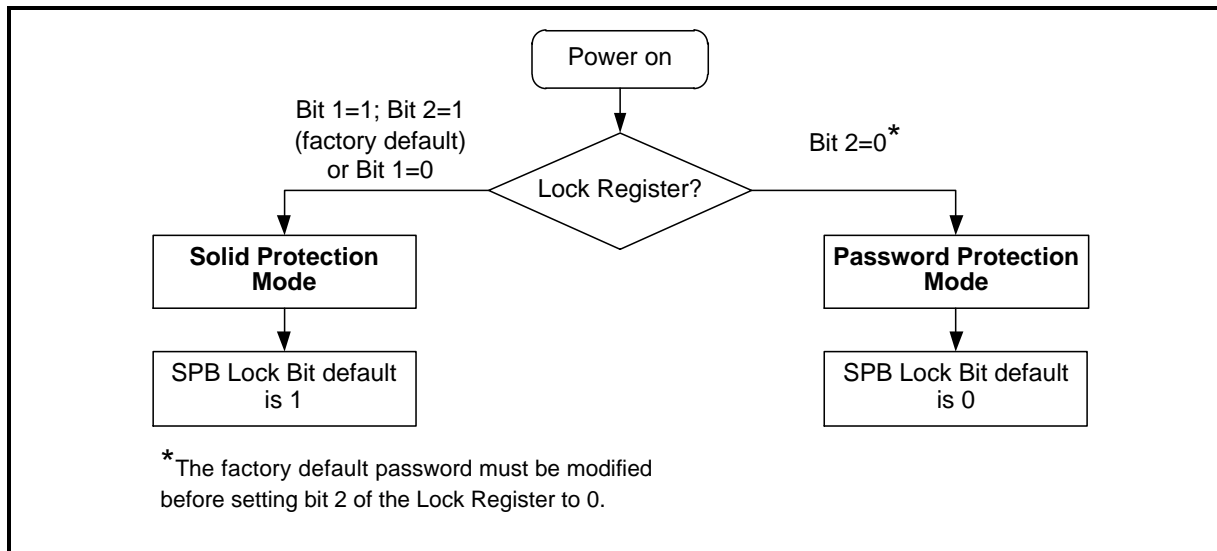 Power on
Bit 1=1; Bit 2=1
(factory default)
or Bit 1=0
Bit 2=0*
Lock Register?
Solid Protection
Mode
Password Protection
Mode
SPB Lock Bit default
is 1
SPB Lock Bit default
is 0
*The factory default password must be modified
before setting bit 2 of the Lock Register to 0.